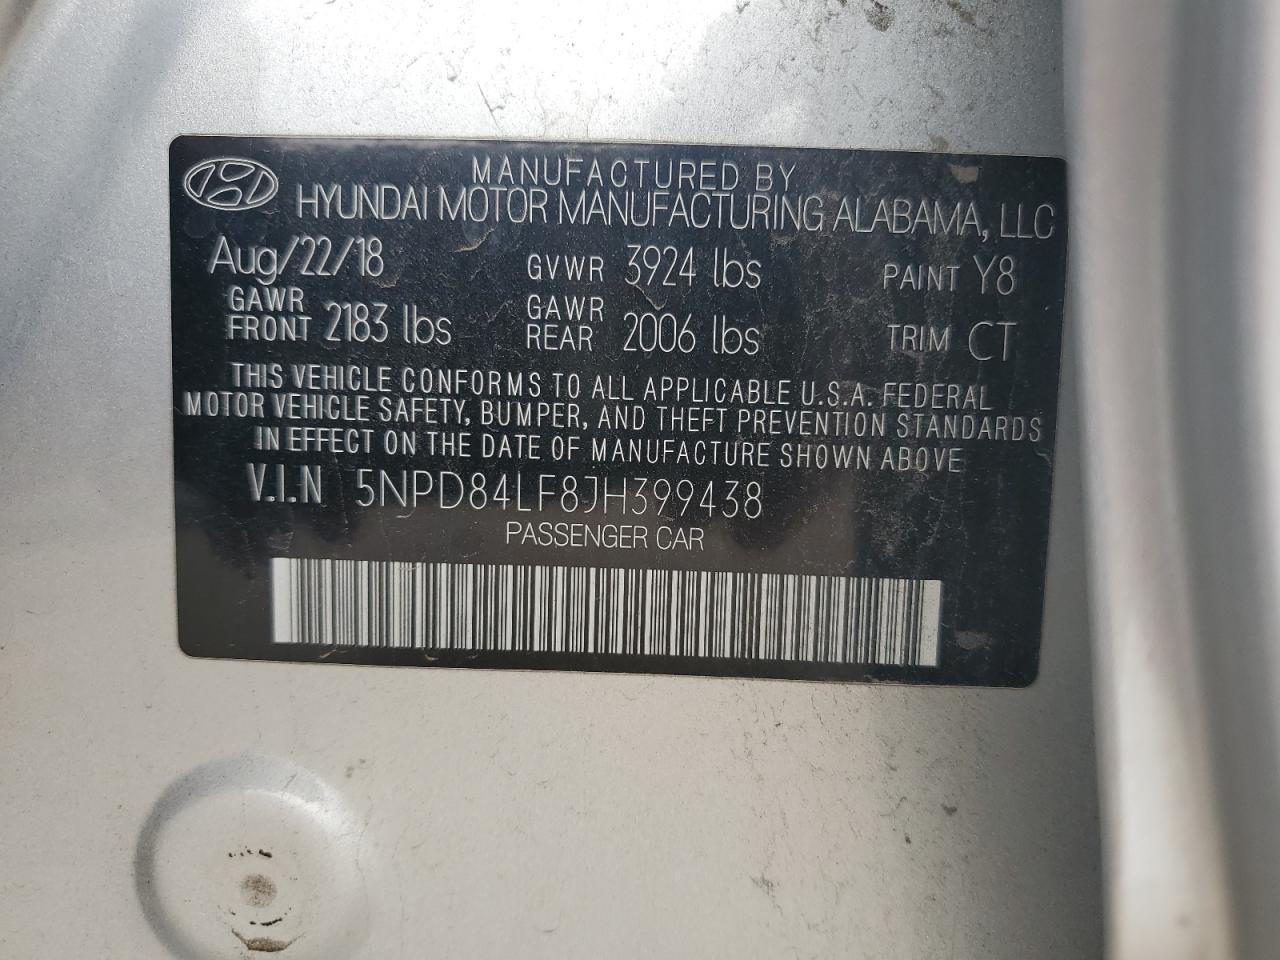 MANUFACTURED BY
HYUNDAI MOTOR MANUFACTURING ALABAMA, LLC
Aug/22/18 GVWR 3924 lbs PAINT Y8
GAWR FRONT 2183 lbs GAWR REAR 2006 lbs TRIM CT
THIS VEHICLE CONFORMS TO ALL APPLICABLE U.S.A. FEDERAL
MOTOR VEHICLE SAFETY, BUMPER, AND THEFT PREVENTION STANDARDS
IN EFFECT ON THE DATE OF MANUFACTURE SHOWN ABOVE
V.I.N 5NPD84LF8JH399438
PASSENGER CAR